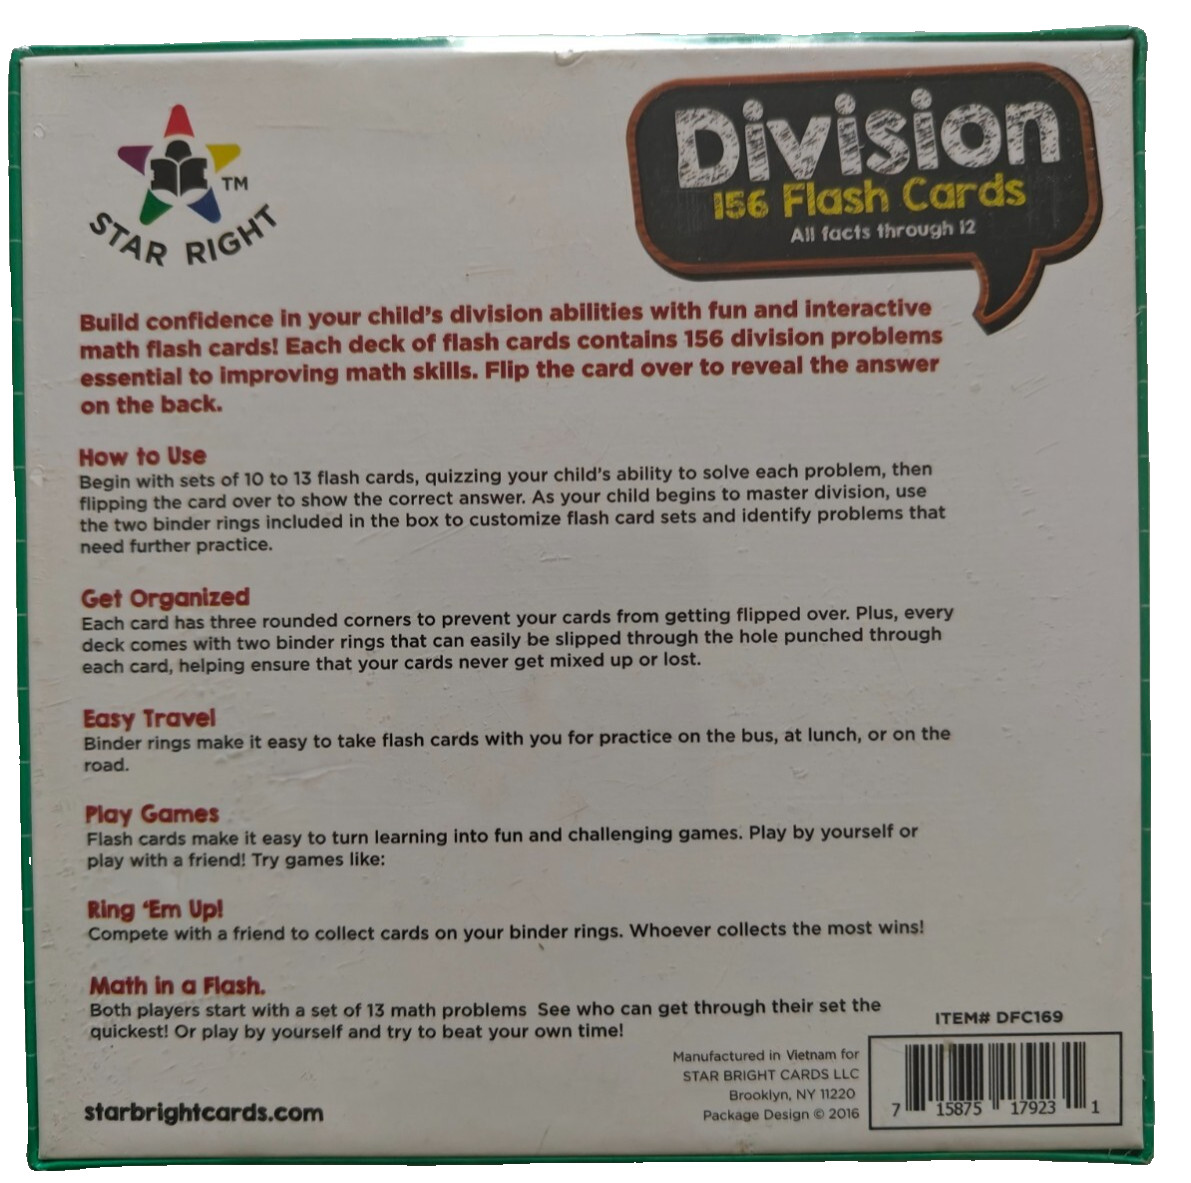 TM
STAR RIGHT
Division
156 Flash Cards
All facts through 12
Build confidence in your child's division abilities with fun and interactive
math flash cards! Each deck of flash cards contains 156 division problems
essential to improving math skills. Flip the card over to reveal the answer
on the back.
How to Use
Begin with sets of 10 to 13 flash cards, quizzing your child's ability to solve each problem, then
flipping the card over to show the correct answer. As your child begins to master division, use
the two binder rings included in the box to customize flash card sets and identify problems that
need further practice.
Get Organized
Each card has three rounded corners to prevent your cards from getting flipped over. Plus, every
deck comes with two binder rings that can easily be slipped through the hole punched through
each card, helping ensure that your cards never get mixed up or lost.
Easy Travel
Binder rings make it easy to take flash cards with you for practice on the bus, at lunch, or on the
road.
Play Games
Flash cards make it easy to turn learning into fun and challenging games. Play by yourself or
play with a friend! Try games like:
Ring 'Em Up!
Compete with a friend to collect cards on your binder rings. Whoever collects the most wins!
Math in a Flash.
Both players start with a set of 13 math problems  See who can get through their set the
quickest! Or play by yourself and try to beat your own time!
starbrightcards.com
Manufactured in Vietnam for
STAR BRIGHT CARDS LLC
Brooklyn, NY 11220
Package Design © 2016
ITEM# DFC169
7 15875 17923 1